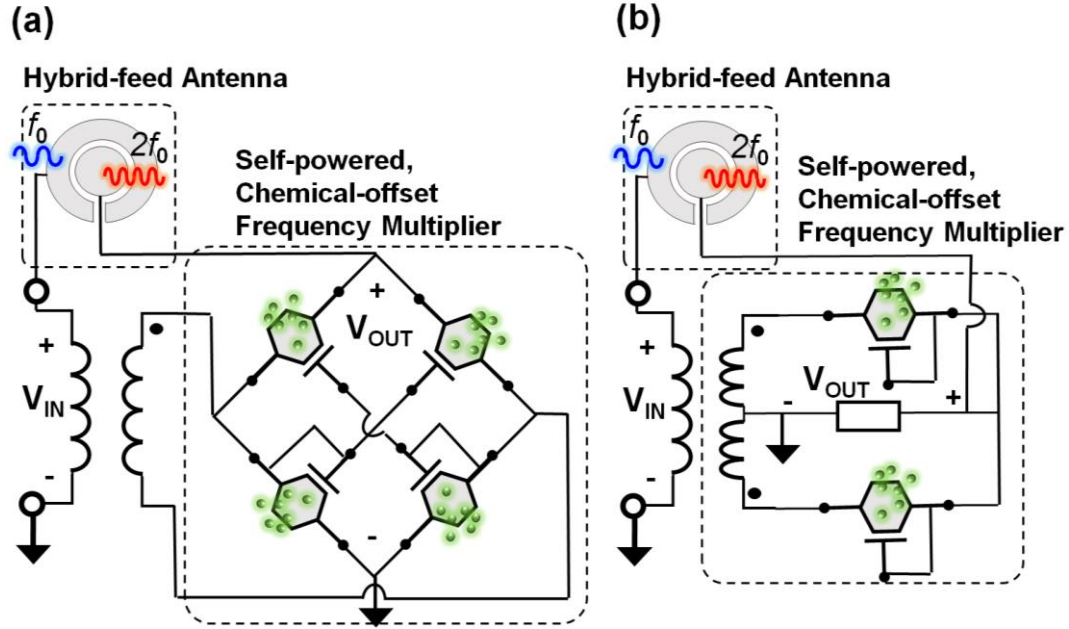 (a)
Hybrid-feed Antenna
f0
2f0
Self-powered,
Chemical-offset
Frequency Multiplier
+
VIN
-
+
VOUT
-
(b)
Hybrid-feed Antenna
f0
2f0
Self-powered,
Chemical-offset
Frequency Multiplier
+
VIN
-
VOUT
-
+